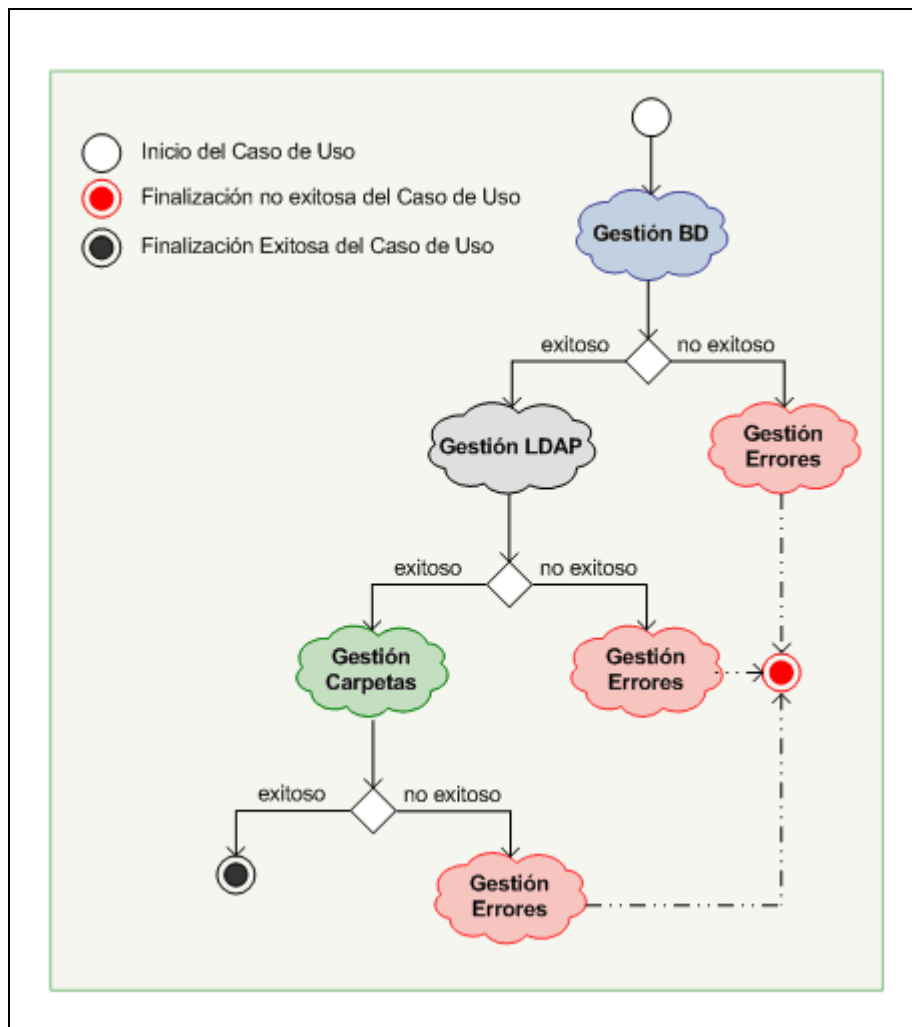 Inicio del Caso de Uso
Finalización no exitosa del Caso de Uso
Finalización Exitosa del Caso de Uso
Gestión BD
exitoso
no exitoso
Gestión LDAP
Gestión
Errores
exitoso
no exitoso
Gestión
Carpetas
Gestión
Errores
exitoso
no exitoso
Gestión
Errores